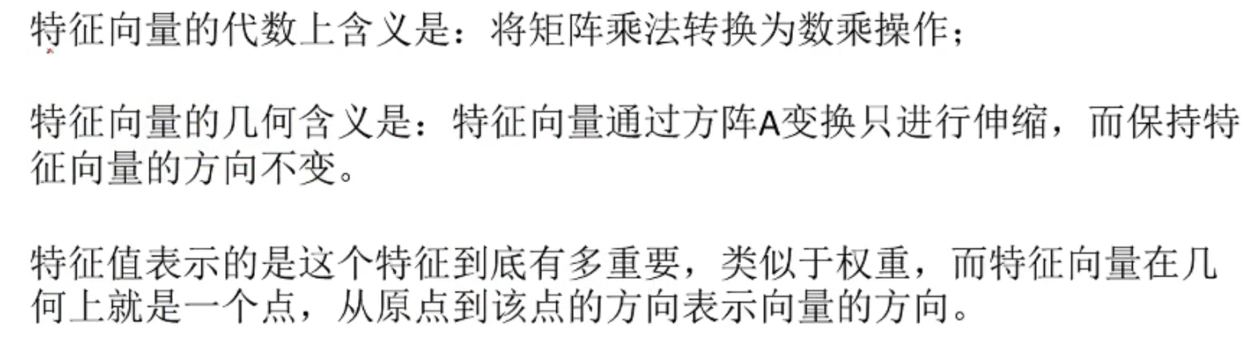 特征向量的代数上含义是：将矩阵乘法转换为数乘操作；
特征向量的几何含义是：特征向量通过方阵A变换只进行伸缩，而保持特
征向量的方向不变。
特征值表示的是这个特征到底有多重要，类似于权重，而特征向量在几
何上就是一个点，从原点到该点的方向表示向量的方向。